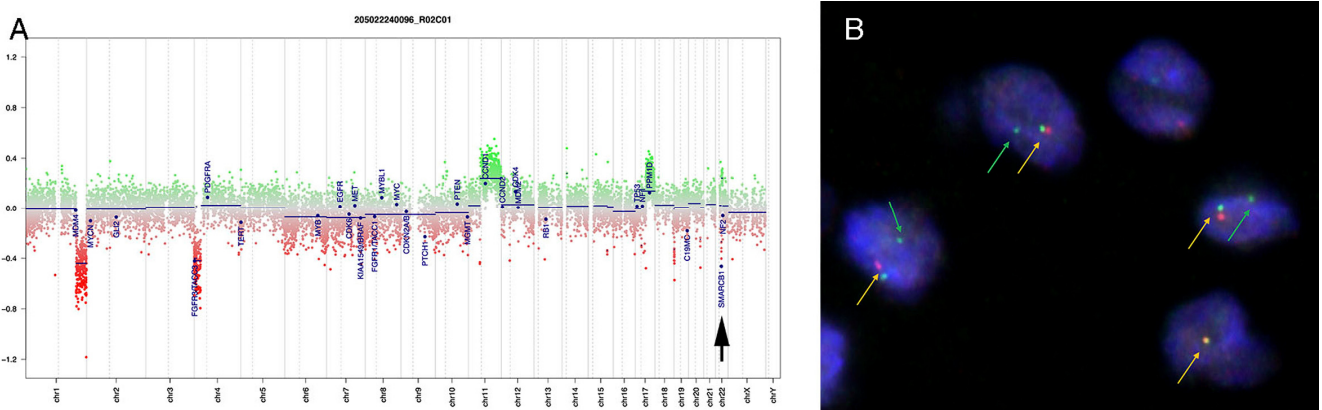 A
205022240096_R02C01
1.2
0.8
0.4
0.0
-0.4
-0.8
-1.2
MDM4
MYCN
GLI2
FGFR3/TACC3
PDGFRA
TERT
MYB
EGFR
CDK6
MET
KIAA1549/BRAF
FGFR1/TACC1
MYBL1
MYC
CDKN2A/B
PTCH1
PTEN
MGMT
CCND1
CCND2
CDK4
MDM2
RB1
TP53
NF1
PPM1D
C19MC
SMARCB1
NF2
chr1
chr2
chr3
chr4
chr5
chr6
chr7
chr8
chr9
chr10
chr11
chr12
chr13
chr14
chr15
chr16
chr17
chr18
chr19
chr20
chr21
chr22
chrX
chrY
B